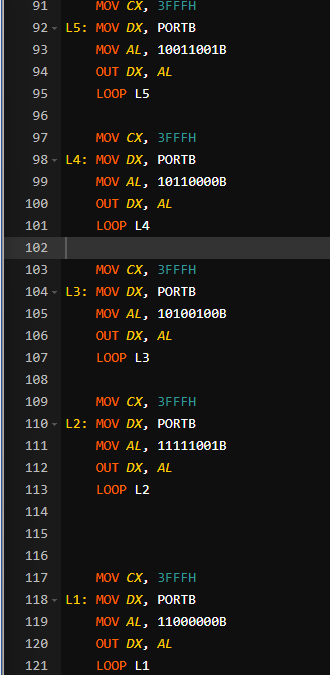 91 MOV CX, 3FFFH
92 L5: MOV DX, PORTB
93 MOV AL, 10011001B
94 OUT DX, AL
95 LOOP L5
96
97 MOV CX, 3FFFH
98 L4: MOV DX, PORTB
99 MOV AL, 10110000B
100 OUT DX, AL
101 LOOP L4
102
103 MOV CX, 3FFFH
104 L3: MOV DX, PORTB
105 MOV AL, 10100100B
106 OUT DX, AL
107 LOOP L3
108
109 MOV CX, 3FFFH
110 L2: MOV DX, PORTB
111 MOV AL, 11111001B
112 OUT DX, AL
113 LOOP L2
114
115
116
117 MOV CX, 3FFFH
118 L1: MOV DX, PORTB
119 MOV AL, 11000000B
120 OUT DX, AL
121 LOOP L1